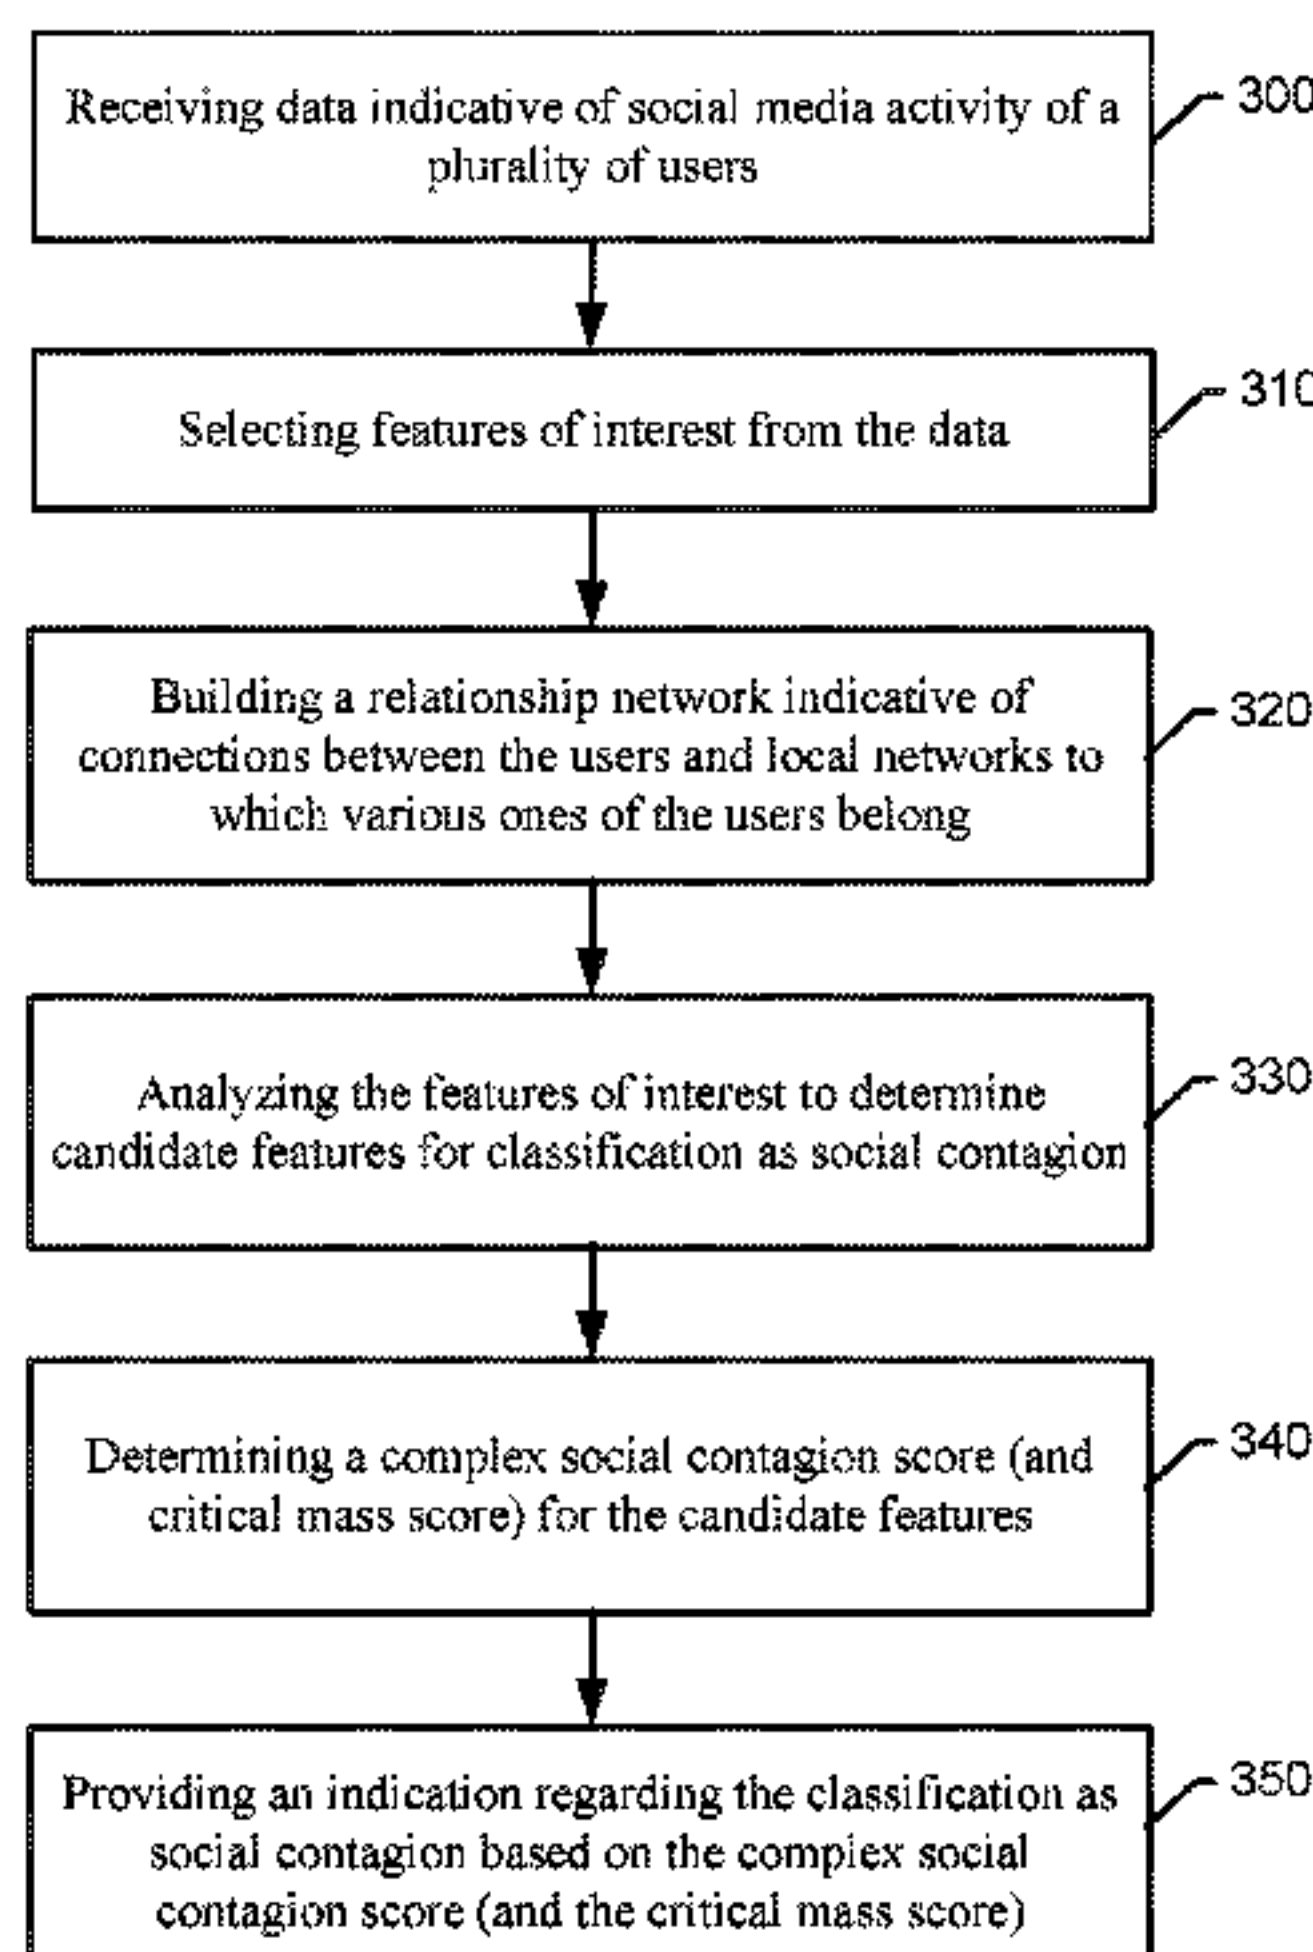 Receiving data indicative of social media activity of a
plurality of users
300
Selecting features of interest from the data
310
Building a relationship network indicative of
connections between the users and local networks to
which various ones of the users belong
320
Analyzing the features of interest to determine
candidate features for classification as social contagion
330
Determining a complex social contagion score (and
critical mass score) for the candidate features
340
Providing an indication regarding the classification as
social contagion based on the complex social
contagion score (and the critical mass score)
350